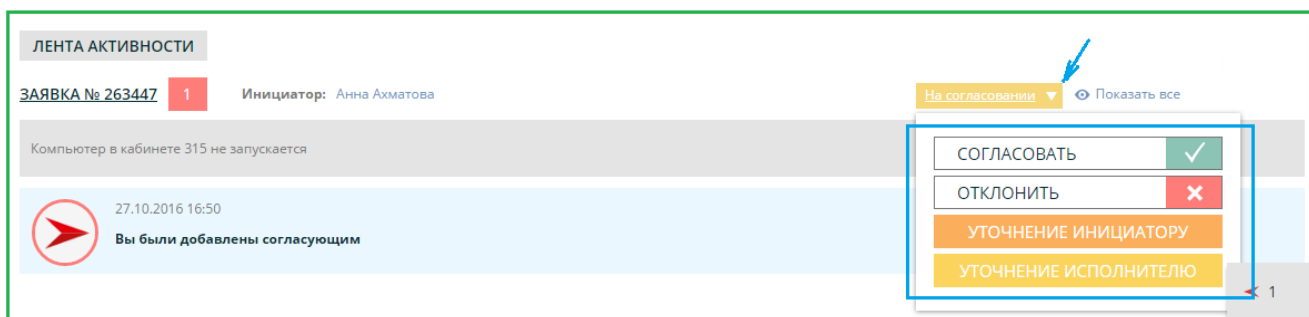 ЛЕНТА АКТИВНОСТИ
ЗАЯВКА № 263447 1 Инициатор: Анна Ахматова На согласовании Показать все
Компьютер в кабинете 315 не запускается
СОГЛАСОВАТЬ
ОТКЛОНИТЬ
27.10.2016 16:50
Вы были добавлены согласующим
УТОЧНЕНИЕ ИНИЦИАТОРУ
УТОЧНЕНИЕ ИСПОЛНИТЕЛЮ
1